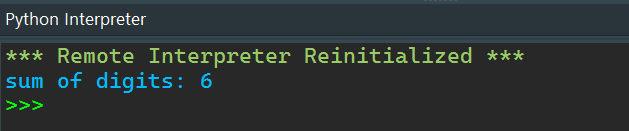 Python Interpreter
*** Remote Interpreter Reinitialized ***
sum of digits: 6
>>>